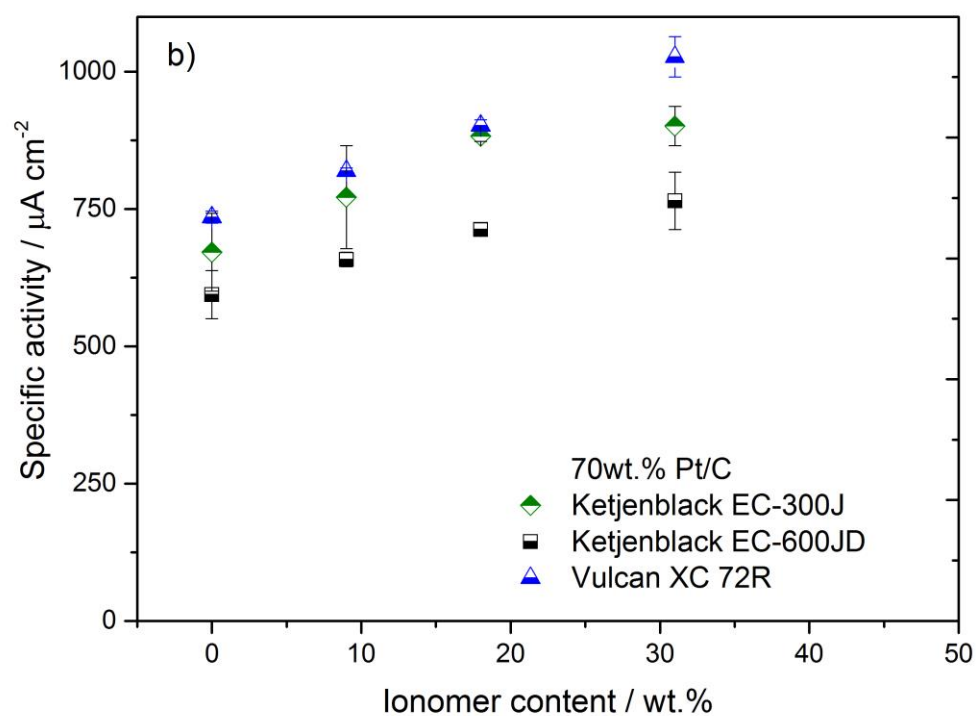 b)
1000
750
500
250
0
Specific activity / μA cm⁻²
70wt.% Pt/C
Ketjenblack EC-300J
Ketjenblack EC-600JD
Vulcan XC 72R
0 10 20 30 40 50
Ionomer content / wt.%